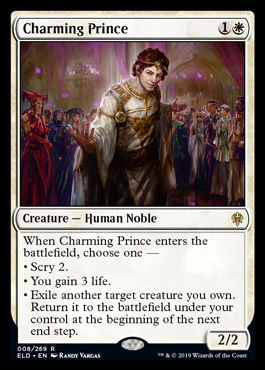 Charming Prince 1
Creature — Human Noble
When Charming Prince enters the
battlefield, choose one —
• Scry 2.
• You gain 3 life.
• Exile another target creature you own.
Return it to the battlefield under your
control at the beginning of the next
end step.
2/2
008/269 R
ELD • EN RANDY VARGAS
™ & © 2019 Wizards of the Coast